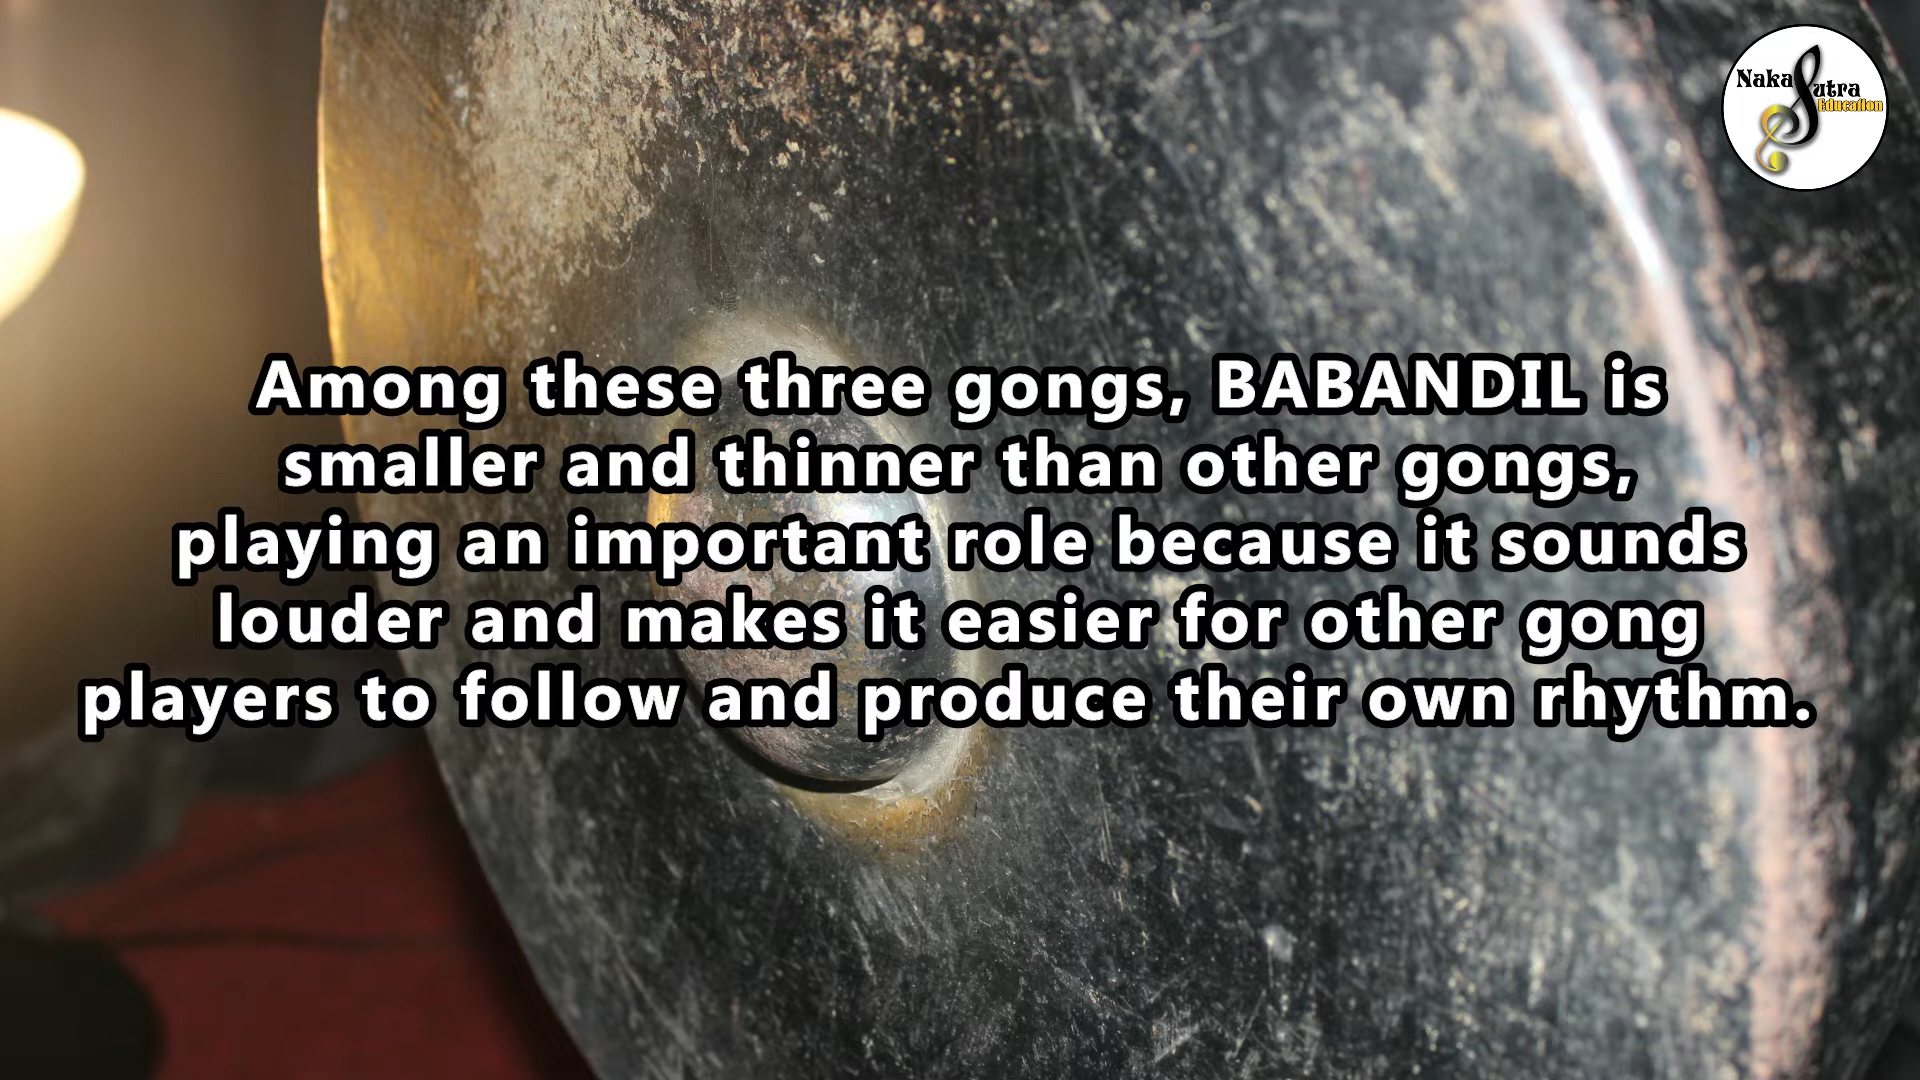 Naka Sutra
Education
Among these three gongs, BABANDIL is
smaller and thinner than other gongs,
playing an important role because it sounds
louder and makes it easier for other gong
players to follow and produce their own rhythm.